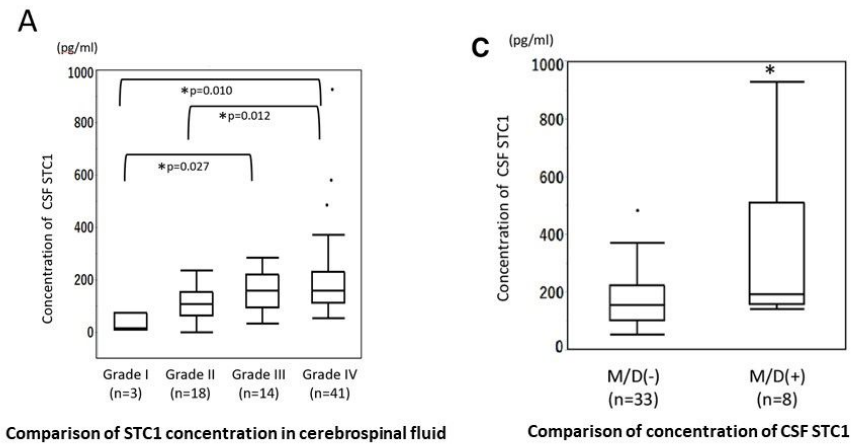 A
(pg/ml)
1000
800
600
400
200
0
Concentration of CSF STC1
*p=0.010
*p=0.012
*p=0.027
Grade I
(n=3)
Grade II
(n=18)
Grade III
(n=14)
Grade IV
(n=41)
Comparison of STC1 concentration in cerebrospinal fluid
C
(pg/ml)
1000
800
600
400
200
0
Concentration of CSF STC1
*
M/D(-)
(n=33)
M/D(+)
(n=8)
Comparison of concentration of CSF STC1